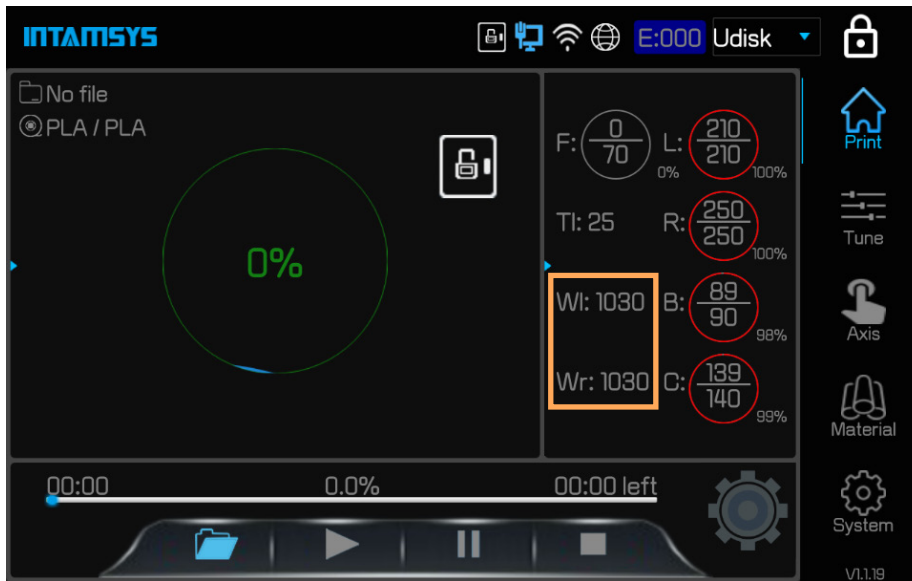 INTAMSYS
E:000 Udisk
No file
PLA / PLA
0%
F: 0/70 0%
L: 210/210 100%
TI: 25
R: 250/250 100%
Wl: 1030
B: 89/90 98%
Wr: 1030
C: 139/140 99%
00:00 0.0% 00:00 left
Print
Tune
Axis
Material
System
V1.1.19